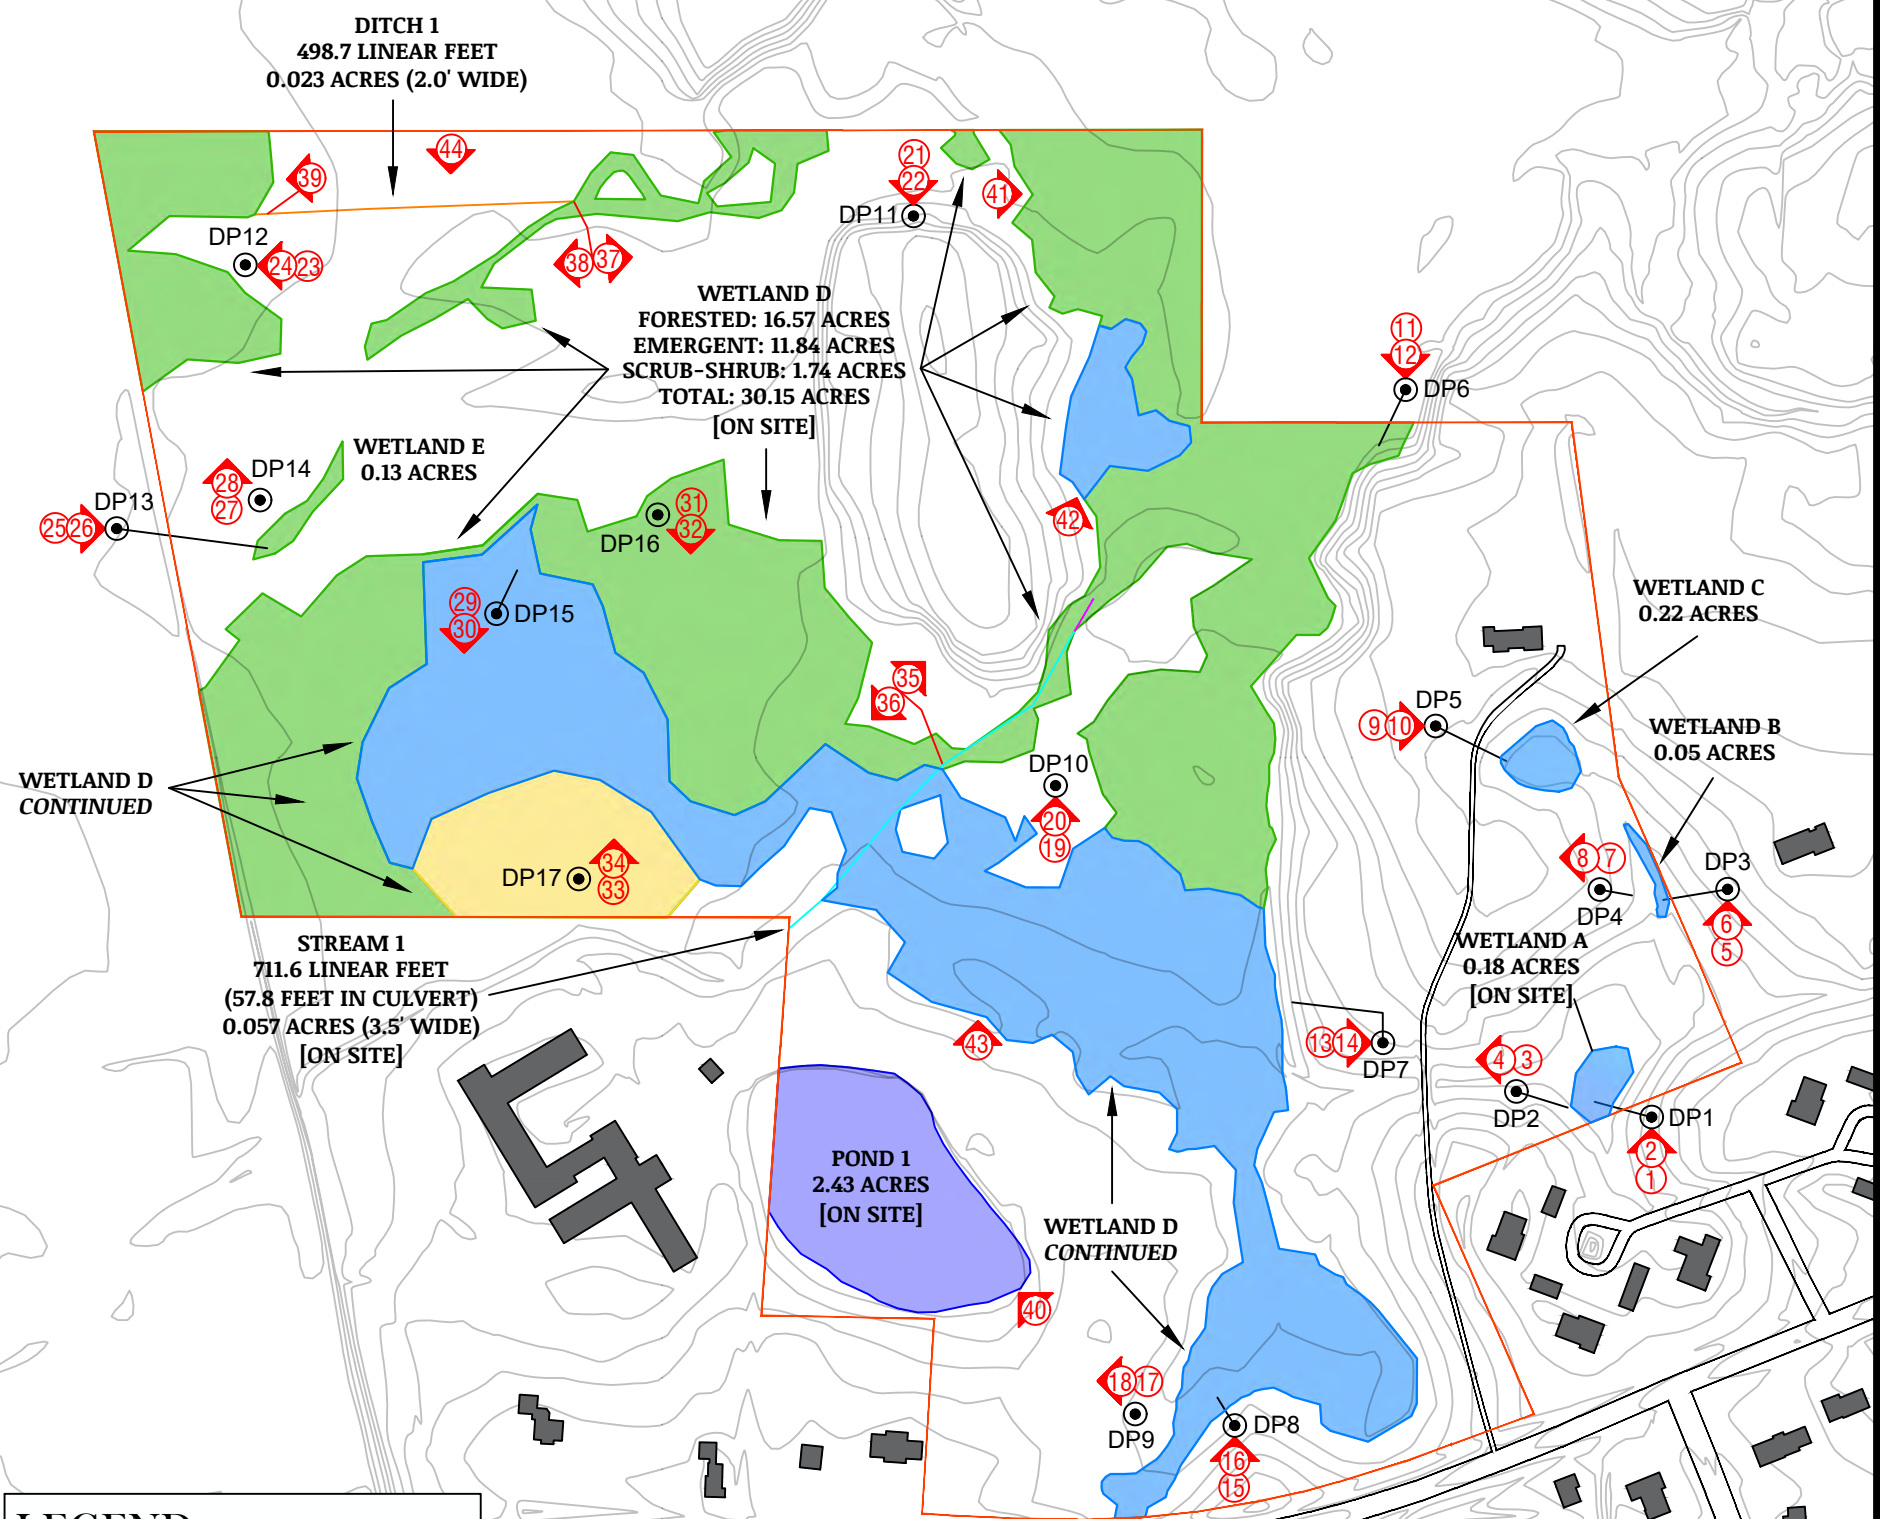 DITCH 1
498.7 LINEAR FEET
0.023 ACRES (2.0' WIDE)
44
39
21
22
41
DP11
DP12
24 23
38 37
WETLAND D
FORESTED: 16.57 ACRES
EMERGENT: 11.84 ACRES
SCRUB-SHRUB: 1.74 ACRES
TOTAL: 30.15 ACRES
[ON SITE]
11
12
DP6
WETLAND E
0.13 ACRES
DP14
28
27
DP13
25 26
31
32
DP16
42
29
30
DP15
WETLAND C
0.22 ACRES
35
36
DP5
9 10
WETLAND B
0.05 ACRES
WETLAND D
CONTINUED
DP10
20
19
8 7
DP4
DP3
6
5
DP17
34
33
STREAM 1
711.6 LINEAR FEET
(57.8 FEET IN CULVERT)
0.057 ACRES (3.5' WIDE)
[ON SITE]
WETLAND A
0.18 ACRES
[ON SITE]
43
13 14
DP7
4 3
DP2
DP1
2
1
POND 1
2.43 ACRES
[ON SITE]
WETLAND D
CONTINUED
D
40
18 17
DP9
DP8
16
15
LEGEND